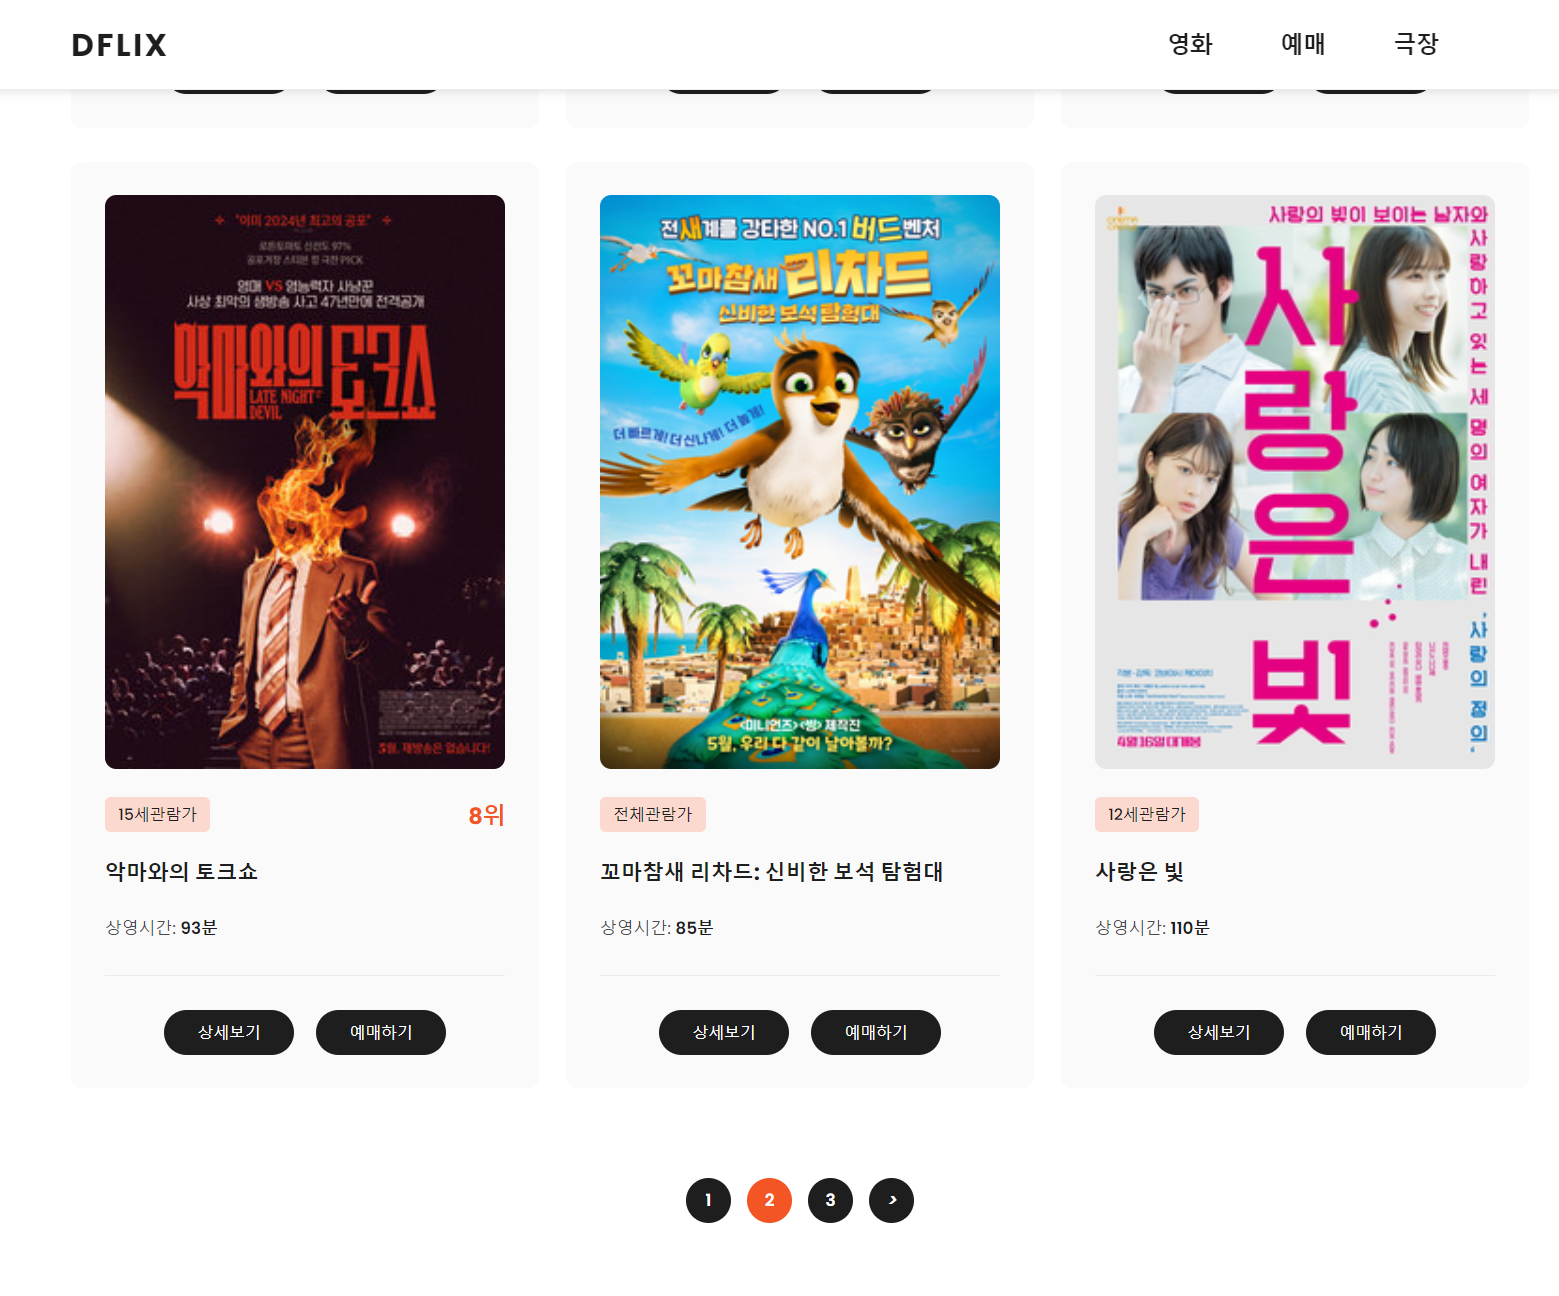 DFLIX
영화 예매 극장
"이미 2024년 최고의 공포"
로튼토마토 신선도 97%
공포거장 스티븐 킹 극찬 PICK
영매 VS 염능력자 사냥꾼
사상 최악의 생방송 사고 47년만에 전격공개
악마와의 토크쇼
LATE NIGHT
DEVIL
5월, 재방송은 없습니다!
전새계를 강타한 NO.1 버드벤처
꼬마참새 리차드
신비한 보석 탐험대
더 빠르게! 더 신나게! 더 높게!
<미니언즈> <씽> 제작진
5월, 우리 다 같이 날아볼까?
사랑의 빛이 보이는 남자와
사랑하고 있는 세 명의 여자가 내린
'사랑의 정의'
사랑은 빛
4월 16일 대개봉
15세관람가 8위
악마와의 토크쇼
상영시간: 93분
상세보기 예매하기
전체관람가
꼬마참새 리차드: 신비한 보석 탐험대
상영시간: 85분
상세보기 예매하기
12세관람가
사랑은 빛
상영시간: 110분
상세보기 예매하기
1 2 3 >